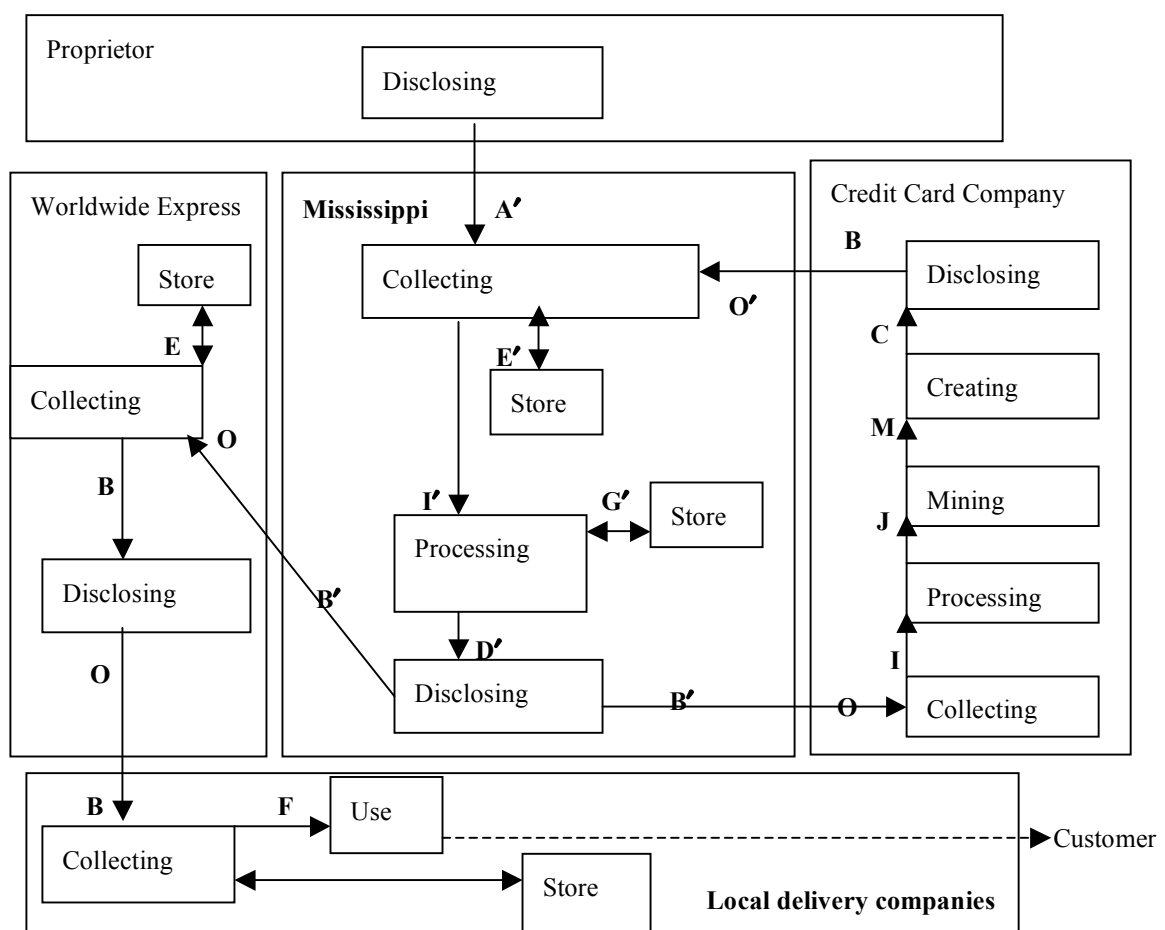 Proprietor
Disclosing
Worldwide Express
Mississippi
A′
Credit Card Company
B
Store
Collecting
Disclosing
O′
E
E′
C
Collecting
Store
Creating
O
M
B
I′
G′
Store
Mining
Processing
J
Disclosing
B′
Processing
O
D′
I
Disclosing
B′
O
Collecting
B
F
Use
Customer
Collecting
Store
Local delivery companies